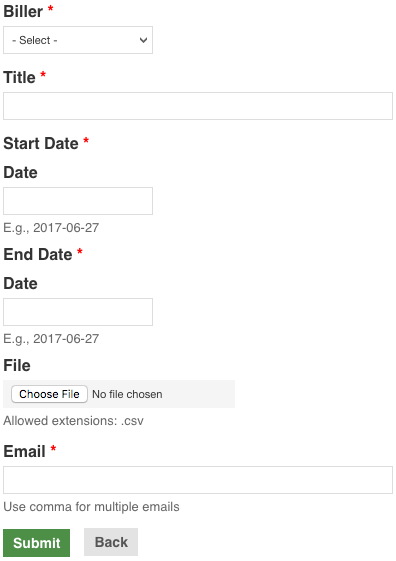 Biller *
- Select -
Title *
Start Date *
Date
E.g., 2017-06-27
End Date *
Date
E.g., 2017-06-27
File
Choose File No file chosen
Allowed extensions: .csv
Email *
Use comma for multiple emails
Submit Back